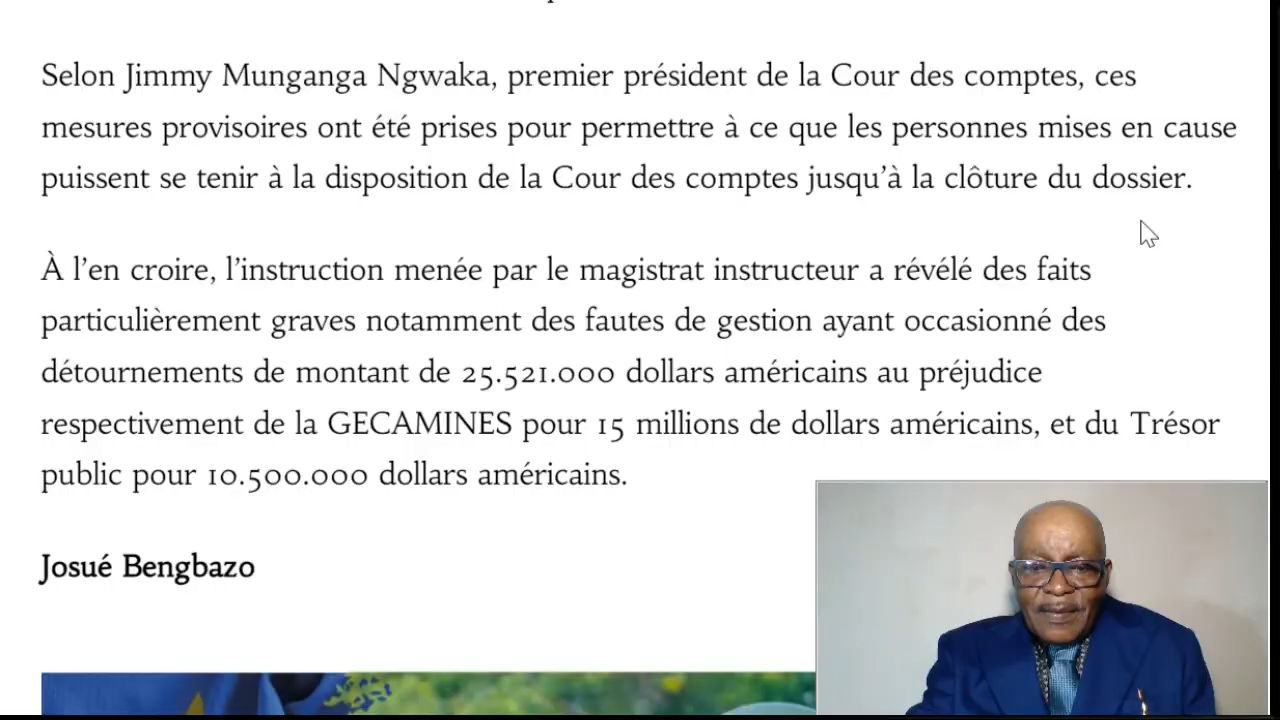 Selon Jimmy Munganga Ngwaka, premier président de la Cour des comptes, ces
mesures provisoires ont été prises pour permettre à ce que les personnes mises en cause
puissent se tenir à la disposition de la Cour des comptes jusqu’à la clôture du dossier.
À l’en croire, l’instruction menée par le magistrat instructeur a révélé des faits
particulièrement graves notamment des fautes de gestion ayant occasionné des
détournements de montant de 25.521.000 dollars américains au préjudice
respectivement de la GECAMINES pour 15 millions de dollars américains, et du Trésor
public pour 10.500.000 dollars américains.
Josué Bengbazo